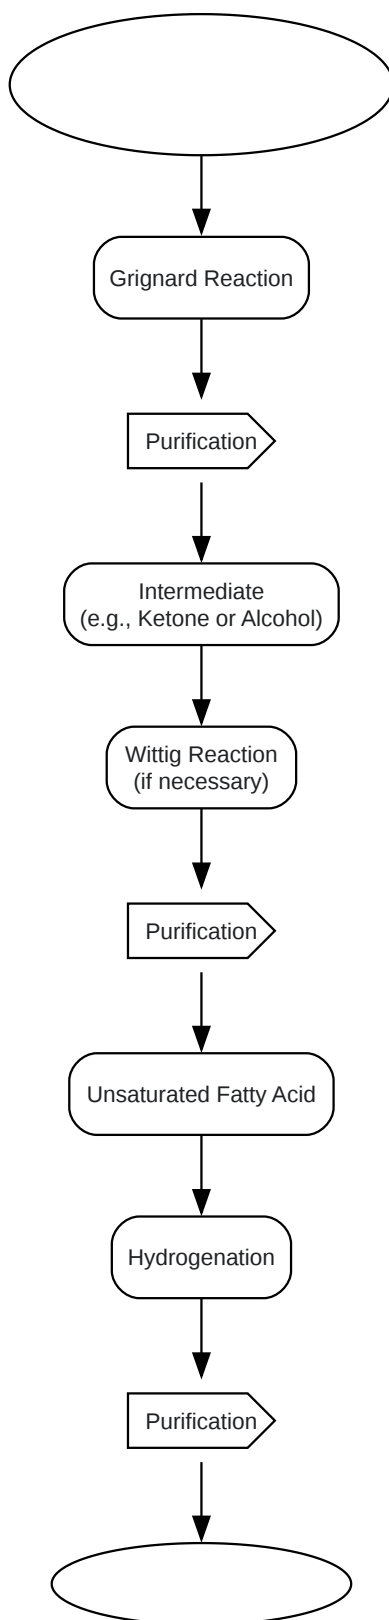 Grignard Reaction
Purification
Intermediate
(e.g., Ketone or Alcohol)
Wittig Reaction
(if necessary)
Purification
Unsaturated Fatty Acid
Hydrogenation
Purification